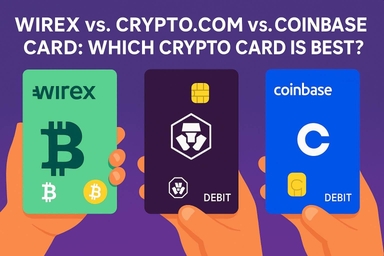 WIREX vs. CRYPTO.COM vs. COINBASE
CARD: WHICH CRYPTO CARD IS BEST?
wirex
coinbase
DEBIT
DEBIT